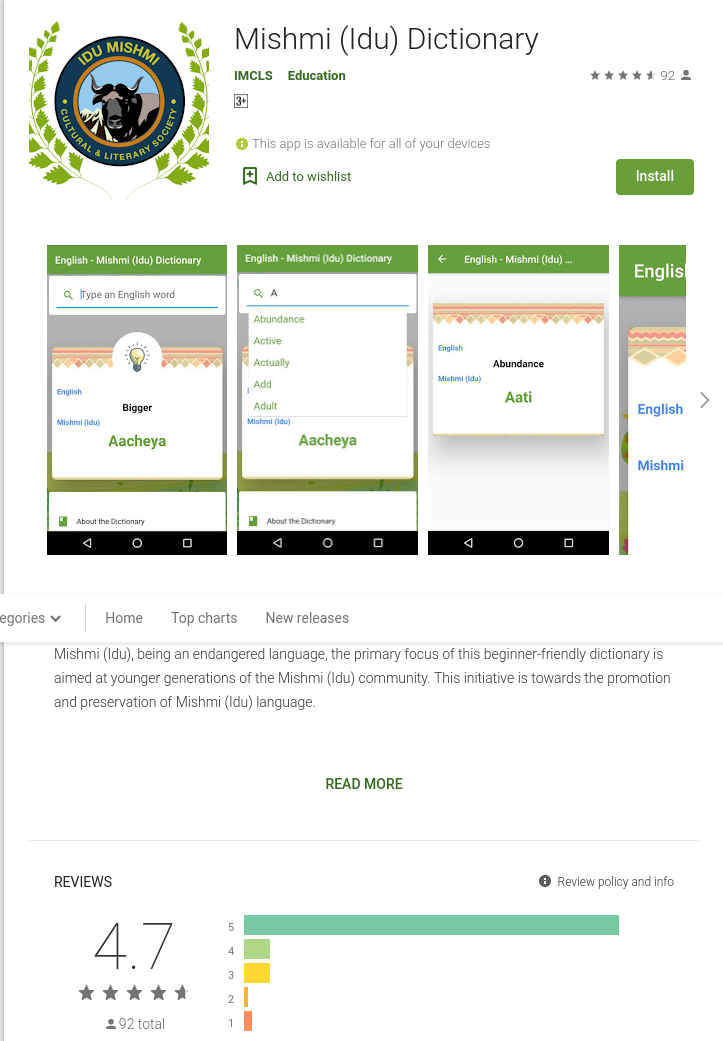 IDU MISHMI
CULTURAL & LITERARY SOCIETY
Mishmi (Idu) Dictionary
IMCLS Education
92
3+
This app is available for all of your devices
Add to wishlist
Install
English - Mishmi (Idu) Dictionary
Type an English word
English
Bigger
Mishmi (Idu)
Aacheya
About the Dictionary
English - Mishmi (Idu) Dictionary
A
Abundance
Active
Actually
Add
Adult
Mishmi (Idu)
Aacheya
About the Dictionary
English - Mishmi (Idu) ...
English
Abundance
Mishmi (Idu)
Aati
English
English
Mishmi
egories
Home
Top charts
New releases
Mishmi (Idu), being an endangered language, the primary focus of this beginner-friendly dictionary is
aimed at younger generations of the Mishmi (Idu) community. This initiative is towards the promotion
and preservation of Mishmi (Idu) language.
READ MORE
REVIEWS
Review policy and info
4.7
92 total
5
4
3
2
1